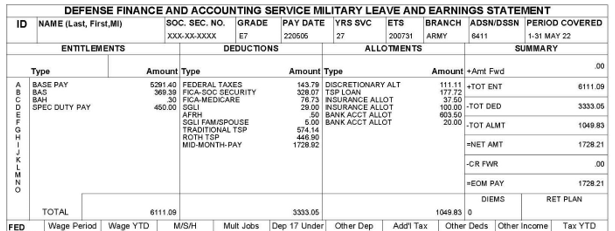 DEFENSE FINANCE AND ACCOUNTING SERVICE MILITARY LEAVE AND EARNINGS STATEMENT
ID NAME (Last, First,MI) SOC. SEC. NO. GRADE PAY DATE YRS SVC ETS BRANCH ADSN/DSSN PERIOD COVERED
XXX-XX-XXXX E7 220505 27 200731 ARMY 6411 1-31 MAY 22
ENTITLEMENTS DEDUCTIONS ALLOTMENTS SUMMARY
Type Amount Type Amount Type Amount +Amt Fwd .00
A BASE PAY 5291.40 FEDERAL TAXES 143.79 DISCRETIONARY ALT 111.11 +TOT ENT 6111.09
B BAS 369.39 FICA-SOC SECURITY 328.07 TSP LOAN 177.72
C BAH .30 FICA-MEDICARE 76.73 INSURANCE ALLOT 37.50
D SPEC DUTY PAY 450.00 SGLI 29.00 INSURANCE ALLOT 100.00 -TOT DED 3333.05
E AFRH .50 BANK ACCT ALLOT 603.50
F SGLI FAM/SPOUSE 5.00 BANK ACCT ALLOT 20.00
G TRADITIONAL TSP 574.14 -TOT ALMT 1049.83
H ROTH TSP 446.90
I MID-MONTH-PAY 1728.92 =NET AMT 1728.21
J
K
L -CR FWR .00
M
N
O =EOM PAY 1728.21
DIEMS RET PLAN
TOTAL 6111.09 3333.05 1049.83 0
FED Wage Period Wage YTD M/S/H Mult Jobs Dep 17 Under Other Dep Add'l Tax Other Deds Other Income Tax YTD